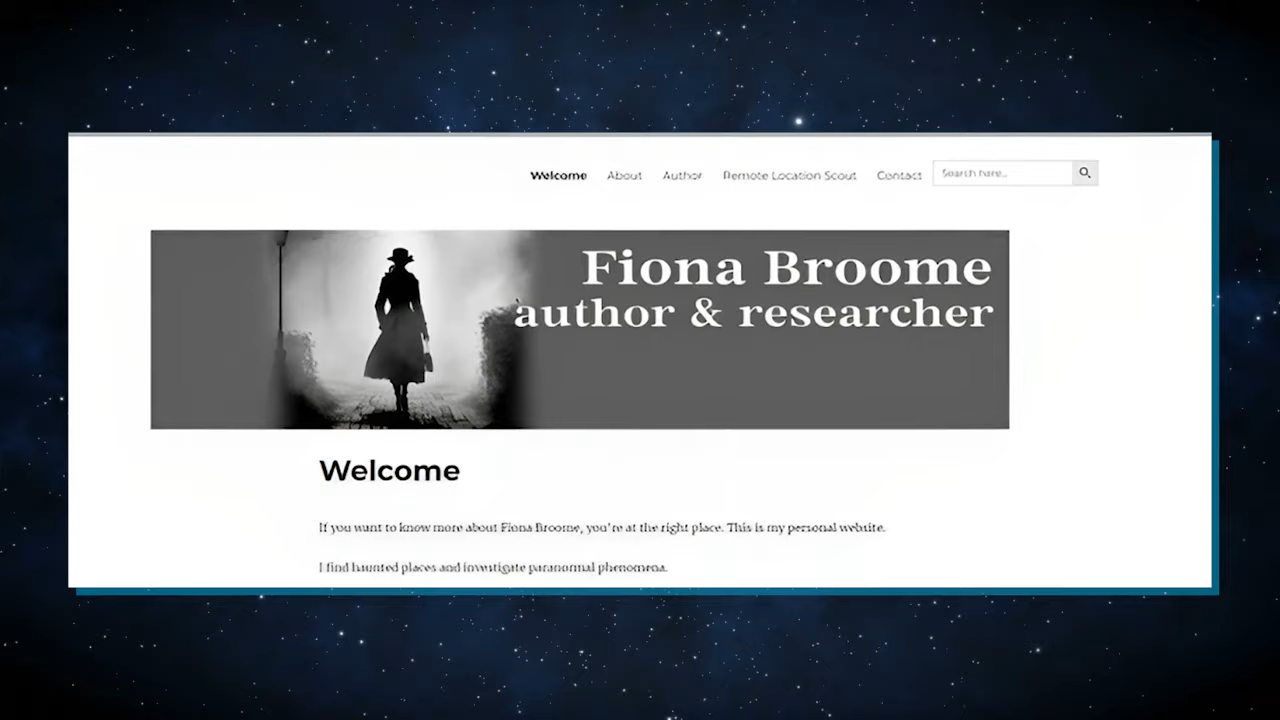 Welcome About Author Remote Location Scout Contact Search here...
Fiona Broome
author & researcher
Welcome
If you want to know more about Fiona Broome, you're at the right place. This is my personal website.
I find haunted places and investigate paranormal phenomena.